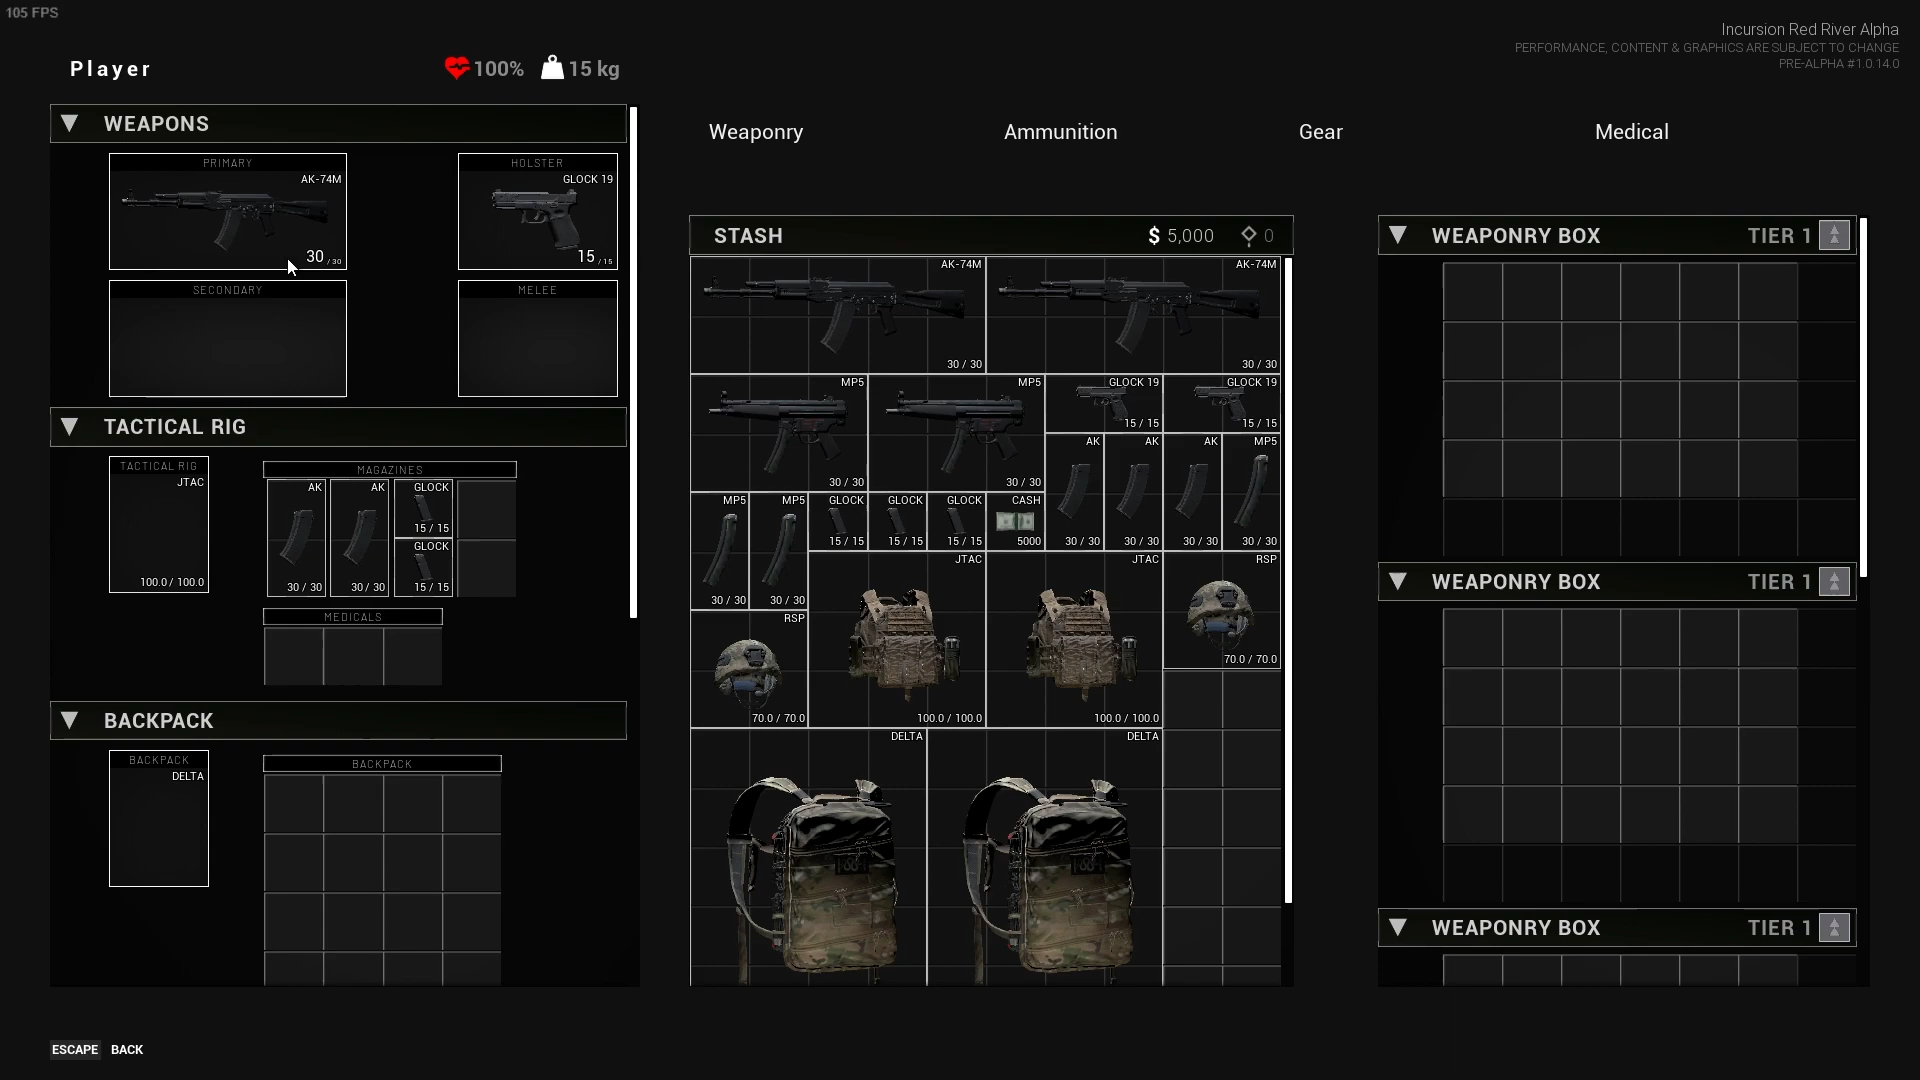 105 FPS
Incursion Red River Alpha
PERFORMANCE, CONTENT & GRAPHICS ARE SUBJECT TO CHANGE
PRE-ALPHA #1.0.14.0
Player
100%
15 kg
WEAPONS
PRIMARY
AK-74M
30 / 30
HOLSTER
GLOCK 19
15 / 15
SECONDARY
MELEE
TACTICAL RIG
TACTICAL RIG
JTAC
100.0 / 100.0
MAGAZINES
AK
30 / 30
AK
30 / 30
GLOCK
15 / 15
GLOCK
15 / 15
MEDICALS
BACKPACK
BACKPACK
DELTA
BACKPACK
Weaponry
Ammunition
Gear
Medical
STASH
$ 5,000
0
AK-74M
30 / 30
AK-74M
30 / 30
MP5
30 / 30
MP5
30 / 30
GLOCK 19
15 / 15
GLOCK 19
15 / 15
AK
30 / 30
AK
30 / 30
AK
30 / 30
MP5
30 / 30
MP5
30 / 30
MP5
30 / 30
GLOCK
15 / 15
GLOCK
15 / 15
GLOCK
15 / 15
CASH
5000
JTAC
100.0 / 100.0
JTAC
100.0 / 100.0
RSP
70.0 / 70.0
RSP
70.0 / 70.0
DELTA
DELTA
WEAPONRY BOX
TIER 1
WEAPONRY BOX
TIER 1
WEAPONRY BOX
TIER 1
ESCAPE BACK